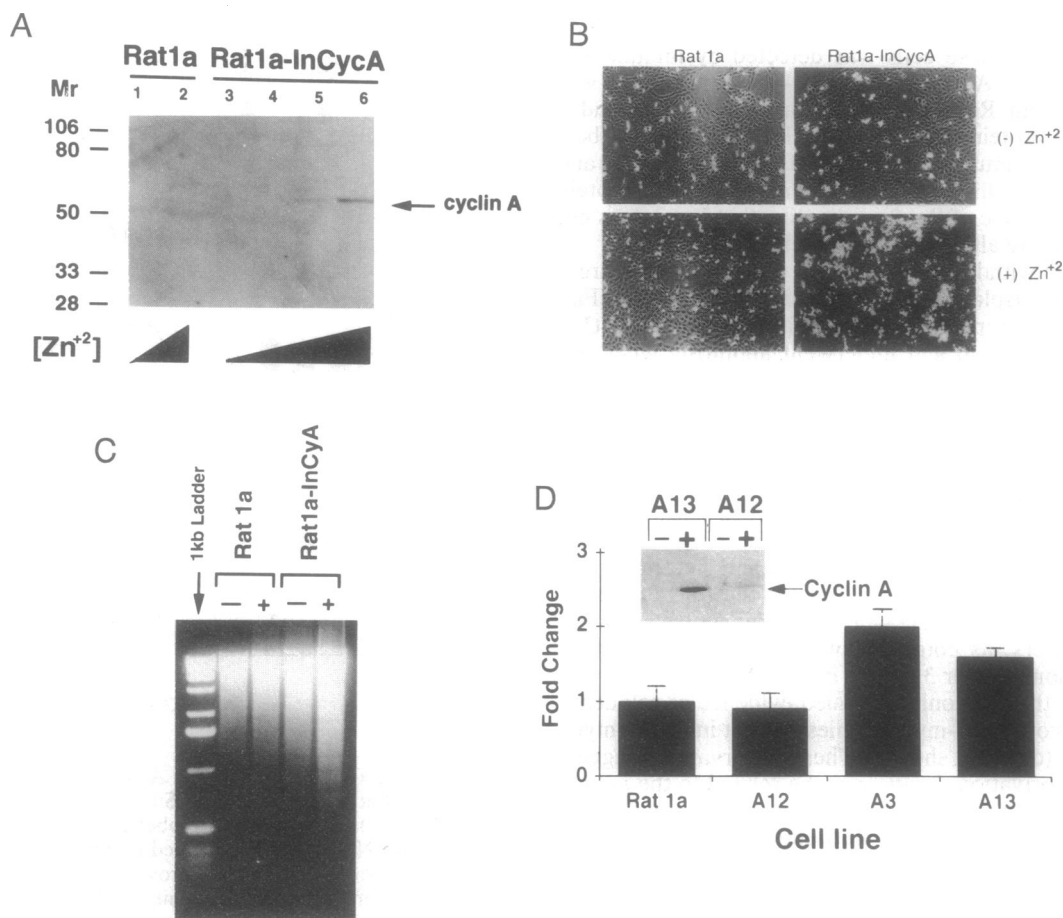 A
Rat1a Rat1a-InCycA
Mr 1 2 3 4 5 6
106
80
50
33
28
cyclin A
[Zn+2]
B
Rat 1a Rat1a-InCycA
(-) Zn+2
(+) Zn+2
C
1kb Ladder
Rat 1a
Rat1a-InCyA
— + — +
D
A13 A12
– + – +
Cyclin A
Fold Change
3
2
1
0
Rat 1a A12 A3 A13
Cell line